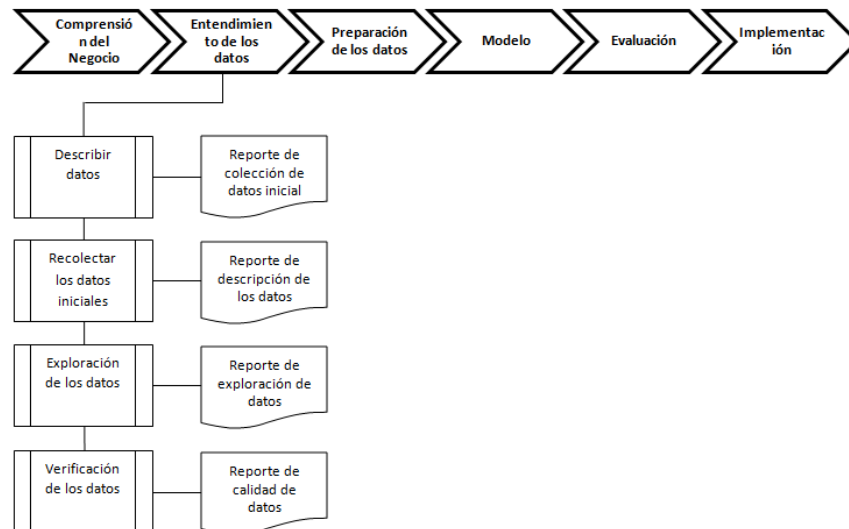 Comprensió
n del
Negocio
Entendimien
to de los
datos
Preparación
de los datos
Modelo
Evaluación
Implementac
ión
Describir
datos
Reporte de
colección de
datos inicial
Recolectar
los datos
iniciales
Reporte de
descripción de
los datos
Exploración
de los datos
Reporte de
exploración de
datos
Verificación
de los datos
Reporte de
calidad de
datos